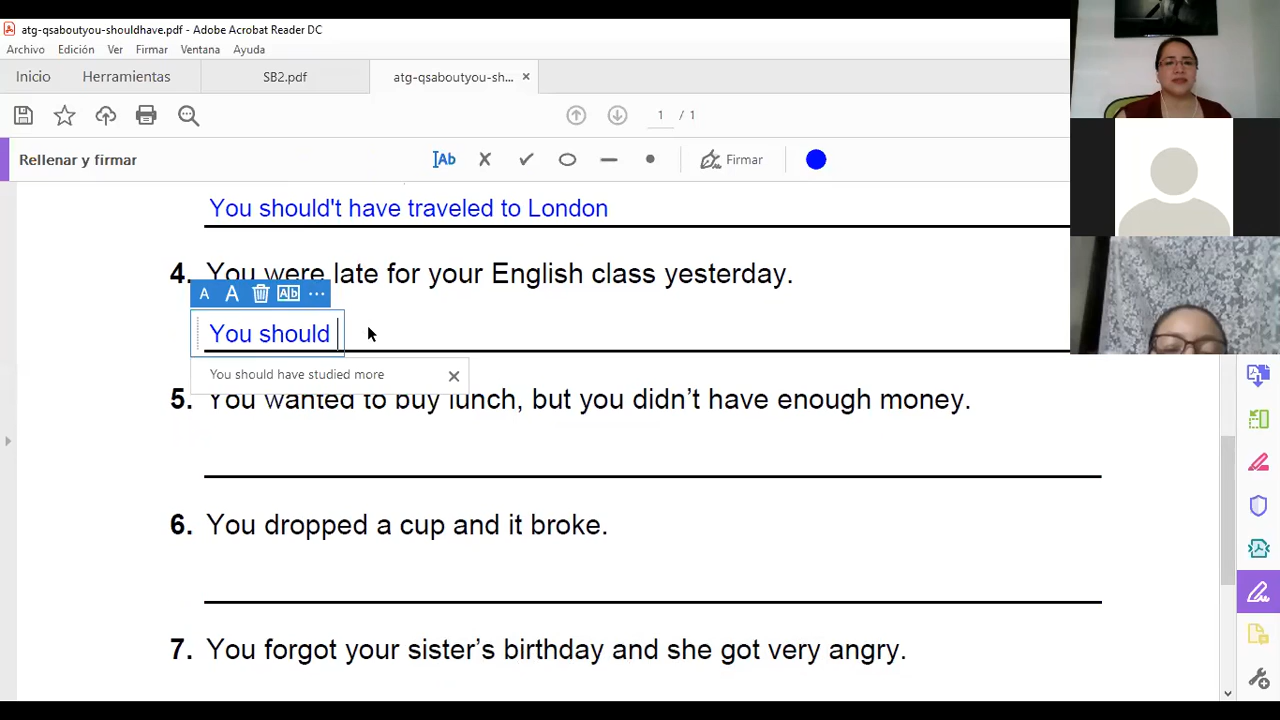 atg-qsaboutyou-shouldhave.pdf - Adobe Acrobat Reader DC
Archivo Edición Ver Firmar Ventana Ayuda
Inicio Herramientas SB2.pdf atg-qsaboutyou-sh... ×
1 / 1
Rellenar y firmar
Ab Firmar
You should't have traveled to London
4. You were late for your English class yesterday.
A A Ab ...
You should
You should have studied more
5. You wanted to buy lunch, but you didn't have enough money.
6. You dropped a cup and it broke.
7. You forgot your sister's birthday and she got very angry.